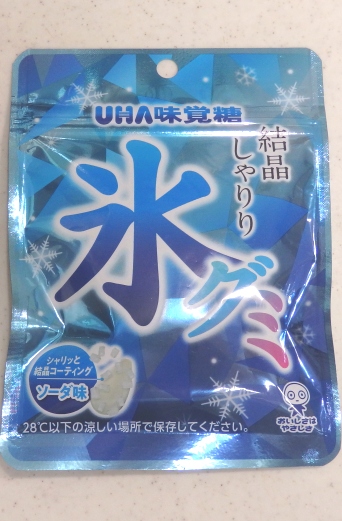 UHA味覚糖
結晶
しゃりり
氷
グミ
シャリッと
結晶コーティング
ソーダ味
28℃以下の涼しい場所で保存してください。
おいしさは
やさしさ